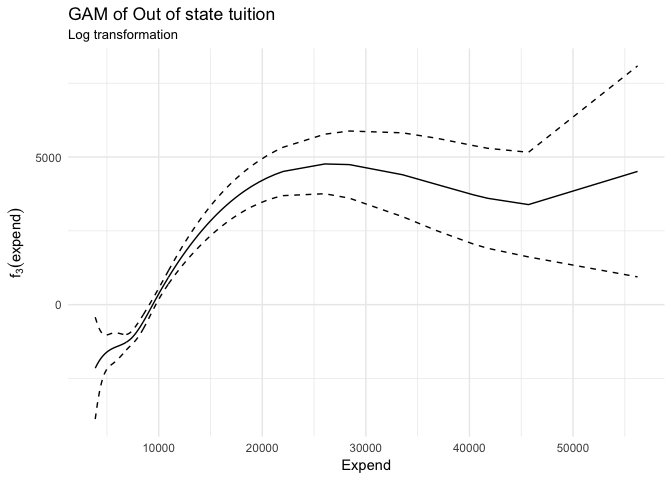 GAM of Out of state tuition
Log transformation
5000
0
f₃(expend)
10000 20000 30000 40000 50000
Expend